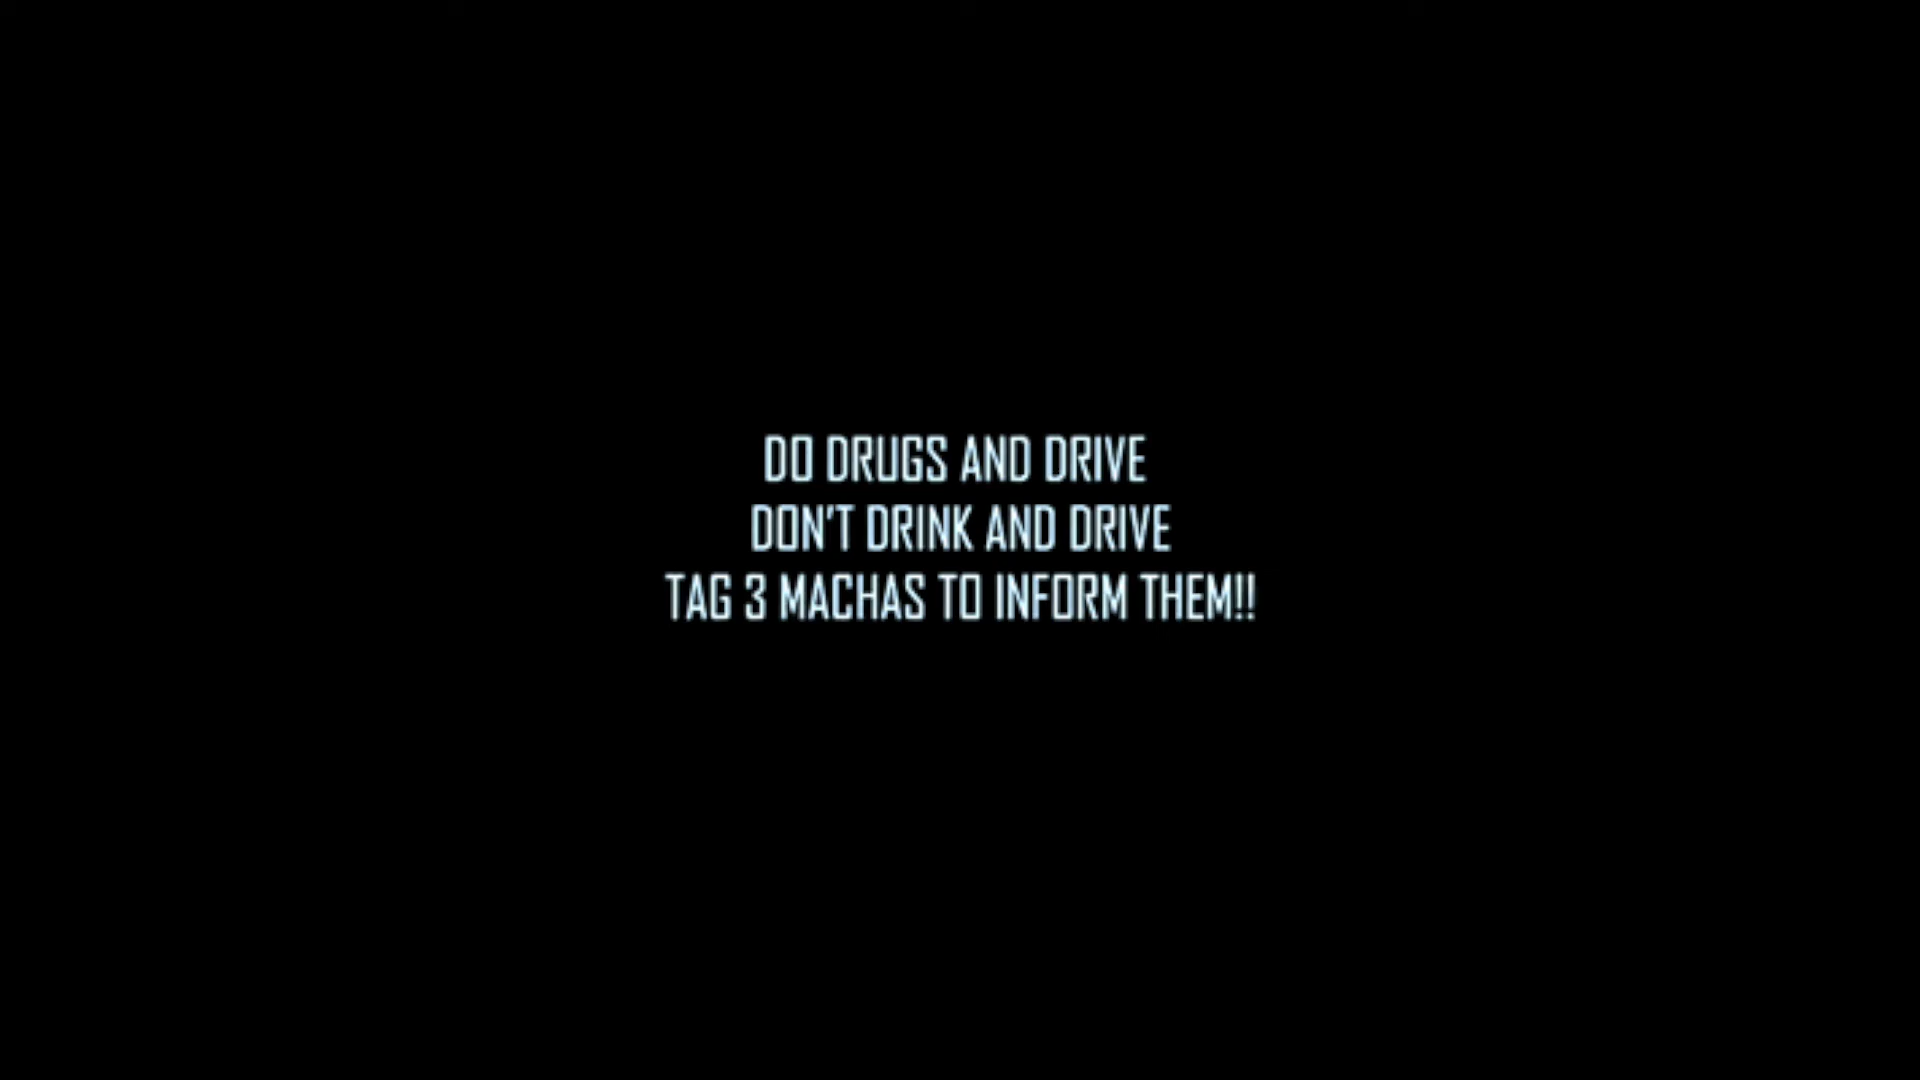 DO DRUGS AND DRIVE
DON'T DRINK AND DRIVE
TAG 3 MACHAS TO INFORM THEM!!